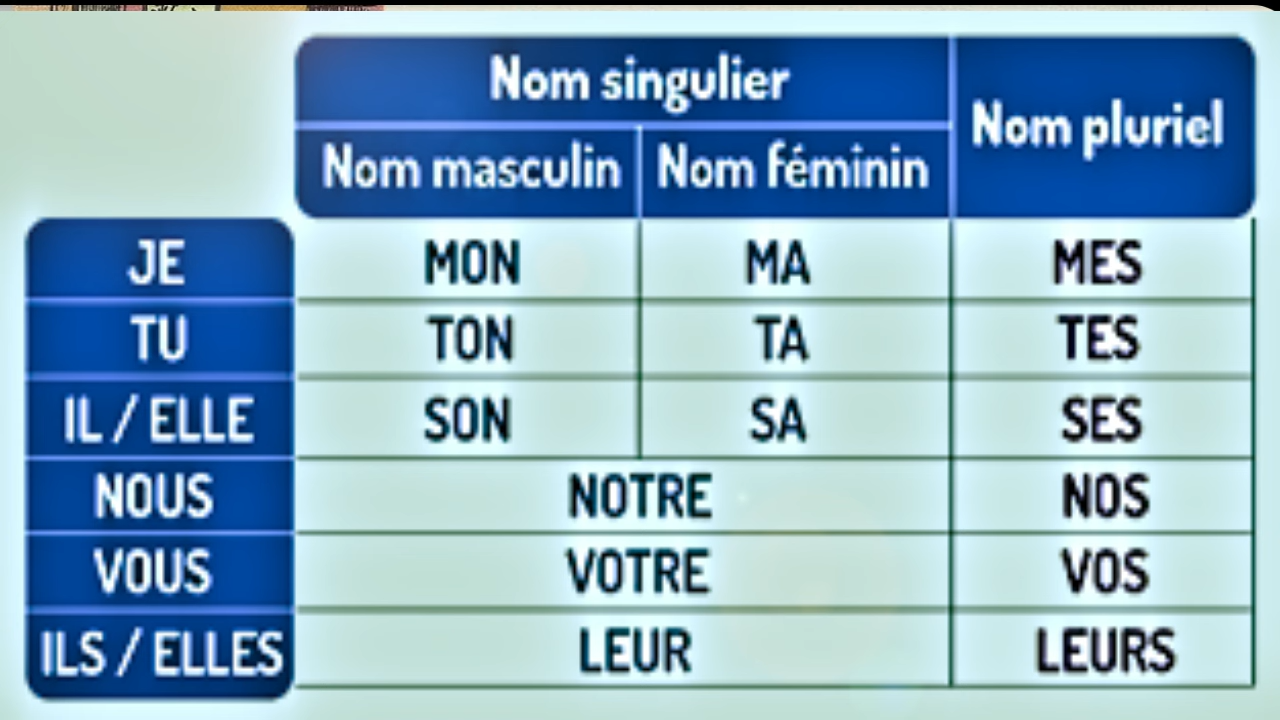 Nom singulier
Nom pluriel
Nom masculin Nom féminin
JE MON MA MES
TU TON TA TES
IL / ELLE SON SA SES
NOUS NOTRE NOS
VOUS VOTRE VOS
ILS / ELLES LEUR LEURS